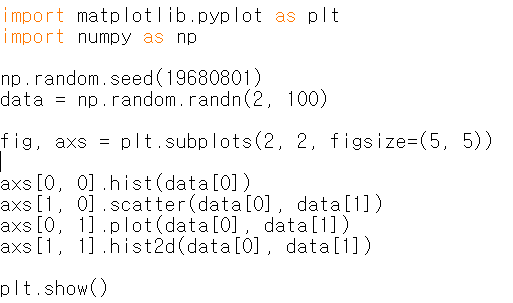 import matplotlib.pyplot as plt
import numpy as np

np.random.seed(19680801)
data = np.random.randn(2, 100)

fig, axs = plt.subplots(2, 2, figsize=(5, 5))

axs[0, 0].hist(data[0])
axs[1, 0].scatter(data[0], data[1])
axs[0, 1].plot(data[0], data[1])
axs[1, 1].hist2d(data[0], data[1])

plt.show()